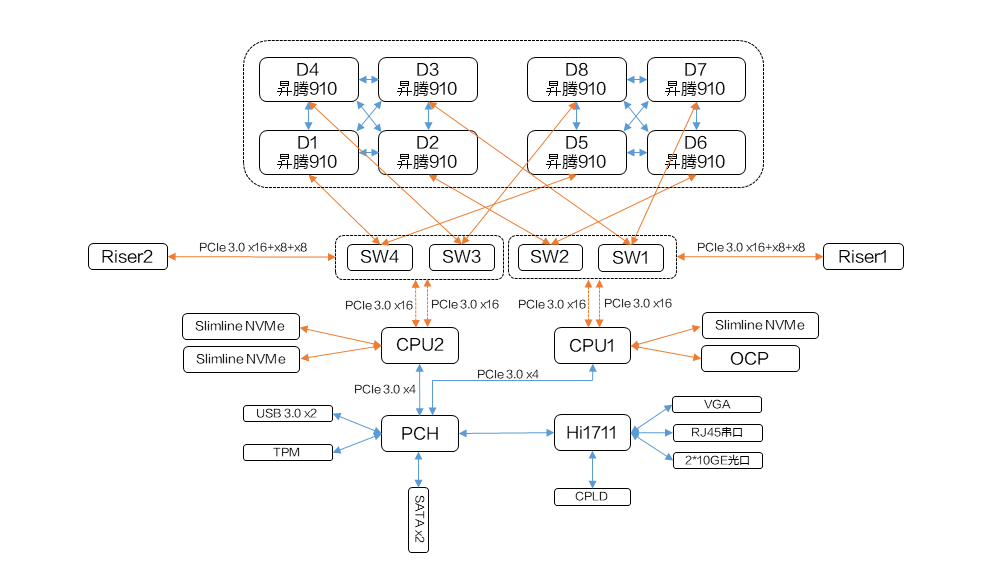 D4
昇腾910
D3
昇腾910
D8
昇腾910
D7
昇腾910
D1
昇腾910
D2
昇腾910
D5
昇腾910
D6
昇腾910
Riser2
PCIe 3.0 x16+x8+x8
SW4
SW3
SW2
SW1
PCIe 3.0 x16+x8+x8
Riser1
PCIe 3.0 x16
PCIe 3.0 x16
PCIe 3.0 x16
PCIe 3.0 x16
Slimline NVMe
Slimline NVMe
CPU2
CPU1
Slimline NVMe
OCP
PCIe 3.0 x4
PCIe 3.0 x4
USB 3.0 x2
TPM
PCH
Hi1711
VGA
RJ45串口
2*10GE光口
SATA x2
CPLD